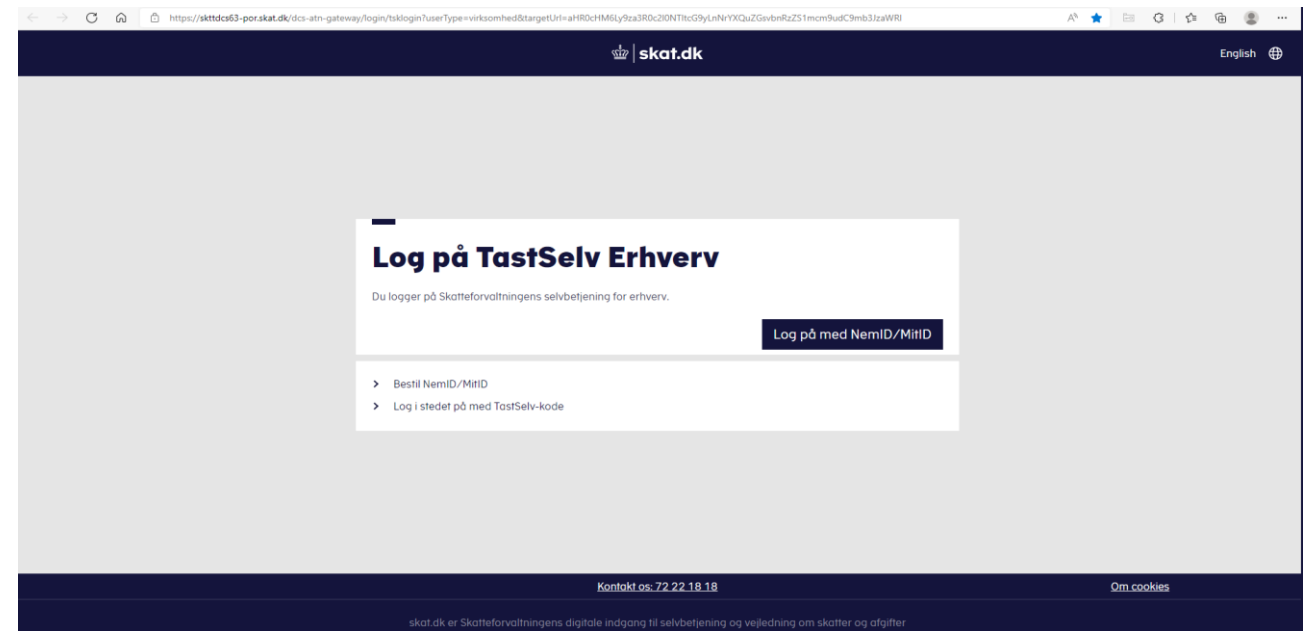 https://skttdcs63-por.skat.dk/dcs-atn-gateway/login/tsklogin?userType=virksomhed&targetUrl=aHR0cHM6Ly9za3R0c2l0NTItcG9yLnNrYXQuZGsvbnRzZS1mcm9udC9mb3JzaWRl
skat.dk
English
Log på TastSelv Erhverv
Du logger på Skatteforvaltningens selvbetjening for erhverv.
Log på med NemID/MitID
Bestil NemID/MitID
Log i stedet på med TastSelv-kode
Kontakt os: 72 22 18 18
Om cookies
skat.dk er Skatteforvaltningens digitale indgang til selvbetjening og vejledning om skatter og afgifter